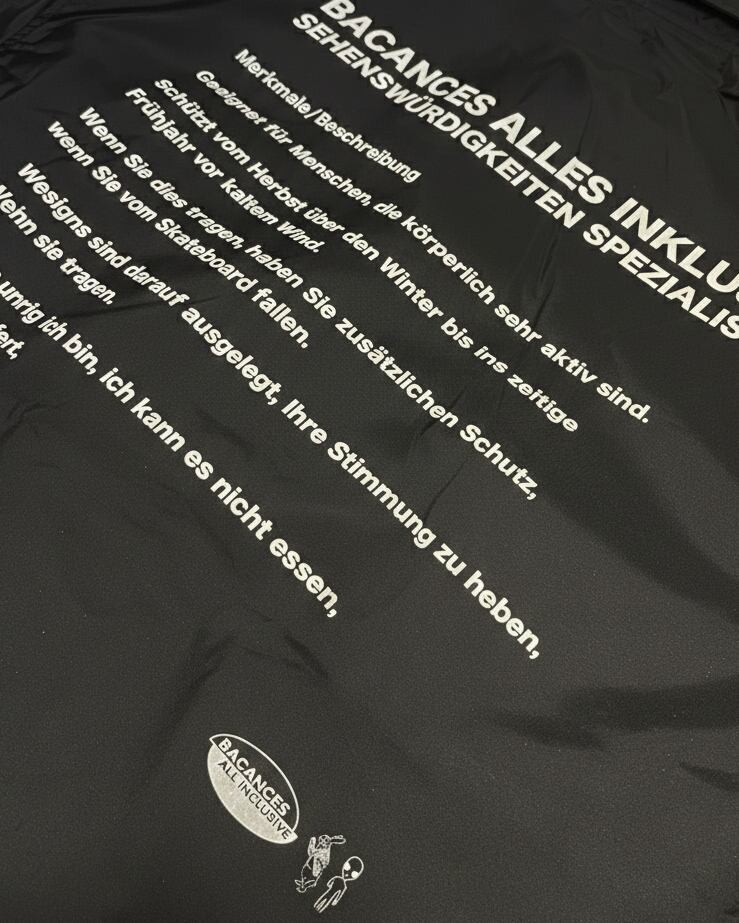 BACANCES ALLES INKLU
SEHENSWÜRDIGKEITEN SPEZIALIS
Merkmale/Beschreibung
Geeignet für Menschen, die körperlich sehr aktiv sind.
Schützt vom Herbst über den Winter bis ins zeitige
Frühjahr vor kaltem Wind.
Wenn Sie dies tragen, haben Sie zusätzlichen Schutz,
wenn Sie vom Skateboard fallen.
Wesigns sind darauf ausgelegt, Ihre Stimmung zu heben,
Wehn sie tragen.
unrig ich bin, ich kann es nicht essen,
fert,
BACANCES
ALL INCLUSIVE